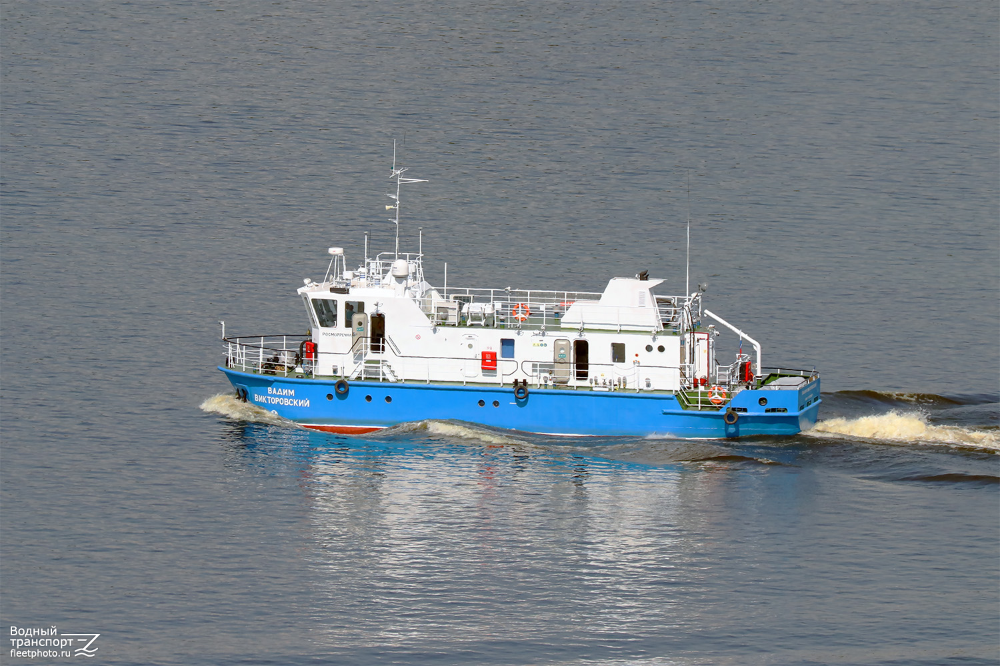 РОСМОРРЕЧФЛОТ
ВАДИМ
ВИКТОРОВСКИЙ
Водный
транспорт
fleetphoto.ru